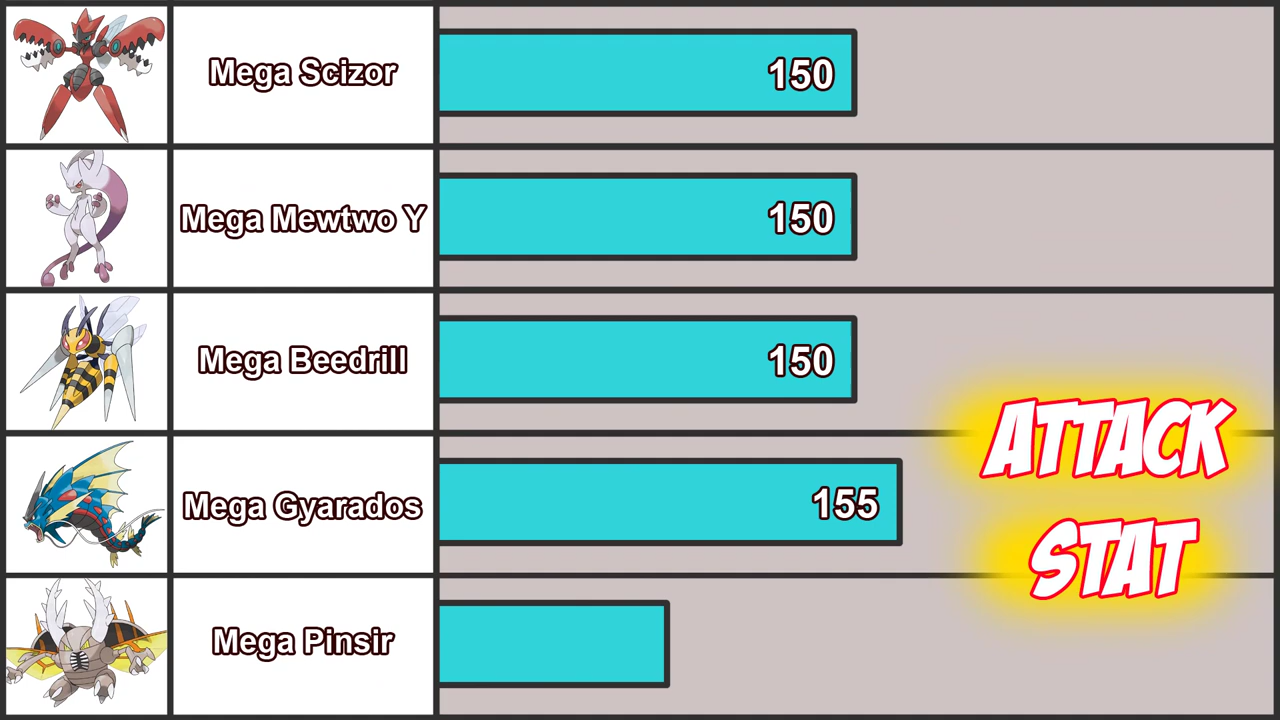 Mega Scizor
150
Mega Mewtwo Y
150
Mega Beedrill
150
Mega Gyarados
155
ATTACK
STAT
Mega Pinsir